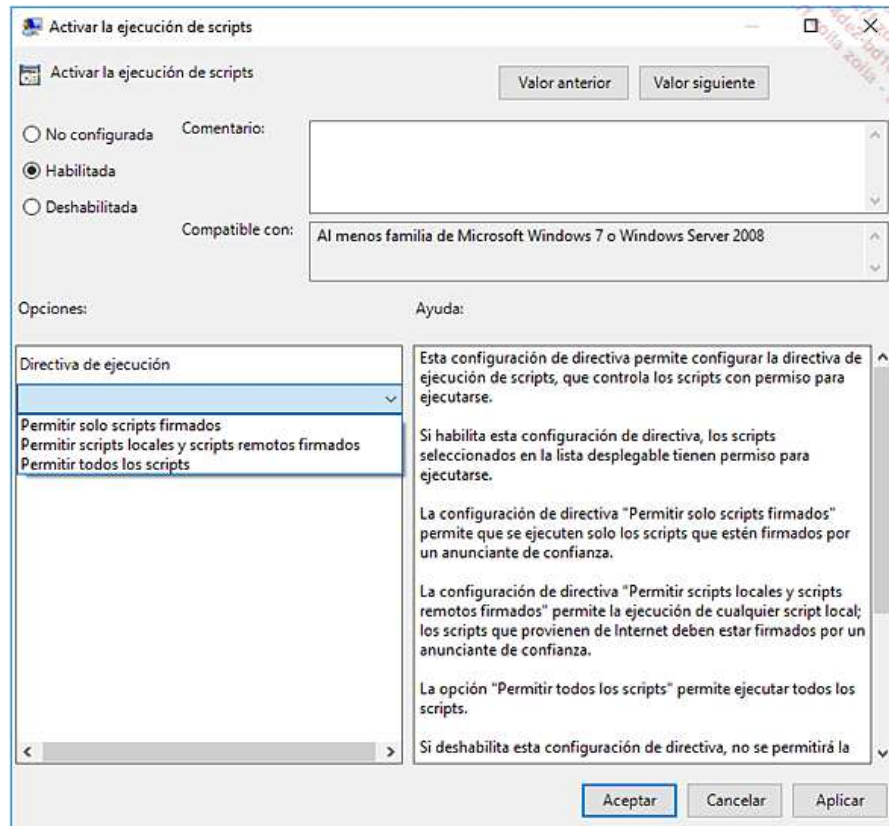 Activar la ejecución de scripts
Activar la ejecución de scripts
Valor anterior
Valor siguiente
No configurada
Habilitada
Deshabilitada
Comentario:
Compatible con:
Al menos familia de Microsoft Windows 7 o Windows Server 2008
Opciones:
Ayuda:
Directiva de ejecución
Permitir solo scripts firmados
Permitir scripts locales y scripts remotos firmados
Permitir todos los scripts
Esta configuración de directiva permite configurar la directiva de
ejecución de scripts, que controla los scripts con permiso para
ejecutarse.
Si habilita esta configuración de directiva, los scripts
seleccionados en la lista desplegable tienen permiso para
ejecutarse.
La configuración de directiva "Permitir solo scripts firmados"
permite que se ejecuten solo los scripts que estén firmados por
un anunciante de confianza.
La configuración de directiva "Permitir scripts locales y scripts
remotos firmados" permite la ejecución de cualquier script local;
los scripts que provienen de Internet deben estar firmados por un
anunciante de confianza.
La opción "Permitir todos los scripts" permite ejecutar todos los
scripts.
Si deshabilita esta configuración de directiva, no se permitirá la
Aceptar
Cancelar
Aplicar